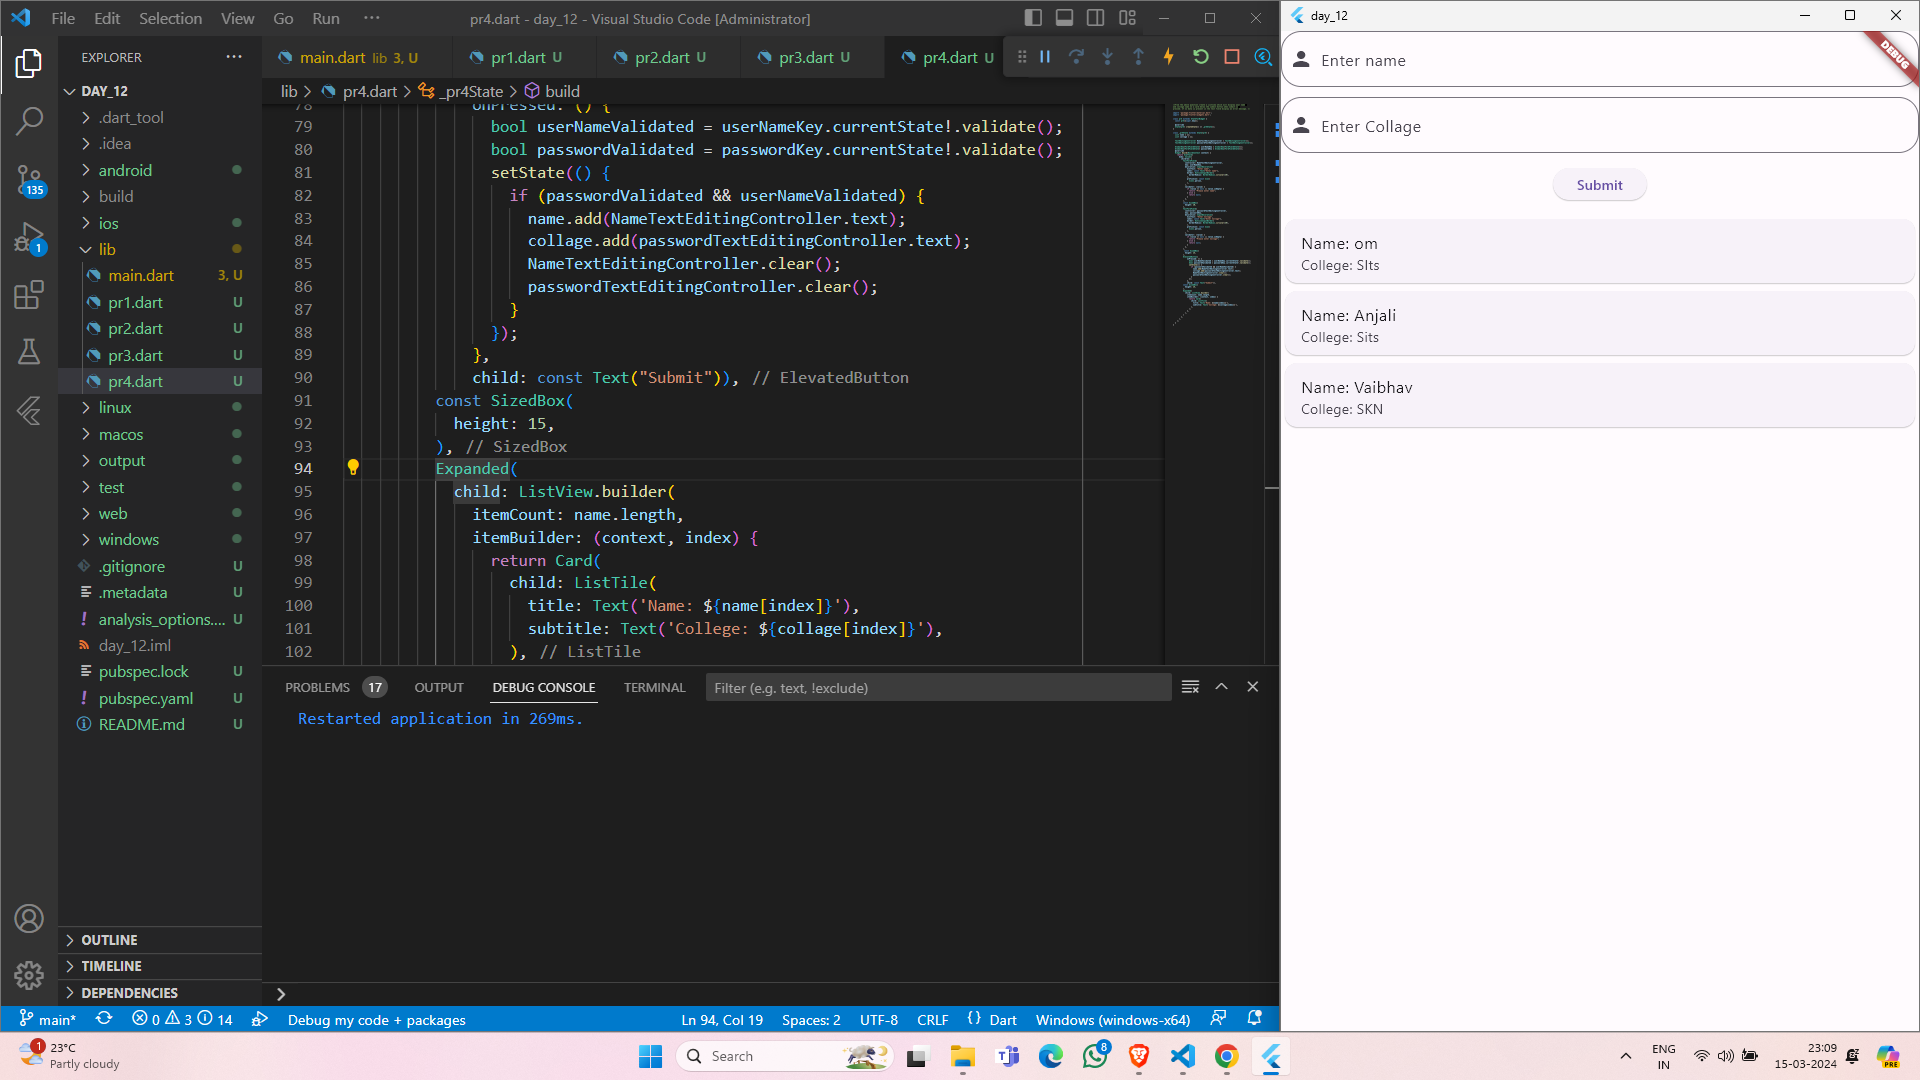 File Edit Selection View Go Run ··· pr4.dart - day_12 - Visual Studio Code [Administrator]
EXPLORER ···
main.dart lib 3, U
pr1.dart U
pr2.dart U
pr3.dart U
pr4.dart U
lib > pr4.dart > _pr4State > build
DAY_12
.dart_tool
.idea
android
build
ios
lib
main.dart 3, U
pr1.dart U
pr2.dart U
pr3.dart U
pr4.dart U
linux
macos
output
test
web
windows
.gitignore U
.metadata U
analysis_options.... U
day_12.iml
pubspec.lock U
pubspec.yaml U
README.md U
OUTLINE
TIMELINE
DEPENDENCIES
135
1
78 onPressed: () {
79 bool userNameValidated = userNameKey.currentState!.validate();
80 bool passwordValidated = passwordKey.currentState!.validate();
81 setState(() {
82 if (passwordValidated && userNameValidated) {
83 name.add(NameTextEditingController.text);
84 collage.add(passwordTextEditingController.text);
85 NameTextEditingController.clear();
86 passwordTextEditingController.clear();
87 }
88 });
89 },
90 child: const Text("Submit")), // ElevatedButton
91 const SizedBox(
92 height: 15,
93 ), // SizedBox
94 Expanded(
95 child: ListView.builder(
96 itemCount: name.length,
97 itemBuilder: (context, index) {
98 return Card(
99 child: ListTile(
100 title: Text('Name: ${name[index]}'),
101 subtitle: Text('College: ${collage[index]}'),
102 ), // ListTile
PROBLEMS 17 OUTPUT DEBUG CONSOLE TERMINAL Filter (e.g. text, !exclude)
Restarted application in 269ms.
main* 0 3 14 Debug my code + packages Ln 94, Col 19 Spaces: 2 UTF-8 CRLF {} Dart Windows (windows-x64)
day_12
DEBUG
Enter name
Enter Collage
Submit
Name: om
College: SIts
Name: Anjali
College: Sits
Name: Vaibhav
College: SKN
1
23°C
Partly cloudy
Search
8
ENG
IN
23:09
15-03-2024
PRE